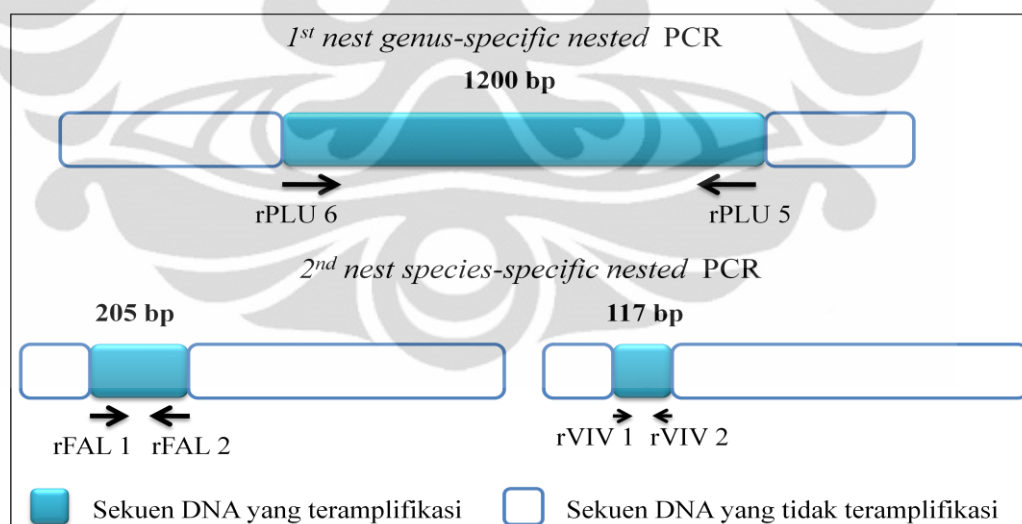 1st nest genus-specific nested PCR
1200 bp
rPLU 6 rPLU 5
2nd nest species-specific nested PCR
205 bp 117 bp
rFAL 1 rFAL 2 rVIV 1 rVIV 2
Sekuen DNA yang teramplifikasi Sekuen DNA yang tidak teramplifikasi